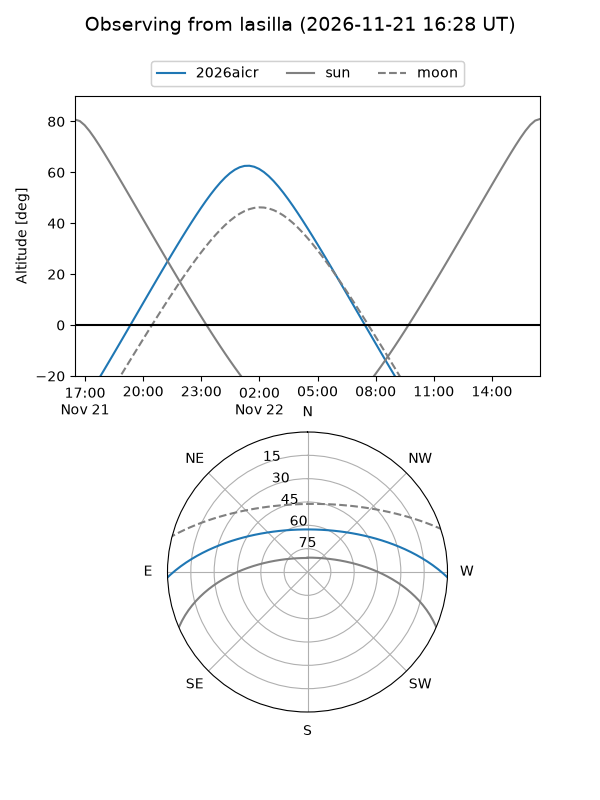 Observing from lasilla (2026-11-21 16:28 UT)
2026aicr sun moon
Altitude [deg]
80
60
40
20
0
−20
17:00 20:00 23:00 02:00 05:00 08:00 11:00 14:00
Nov 21 Nov 22
N
NE NW
15
30
45
60
75
E W
SE SW
S